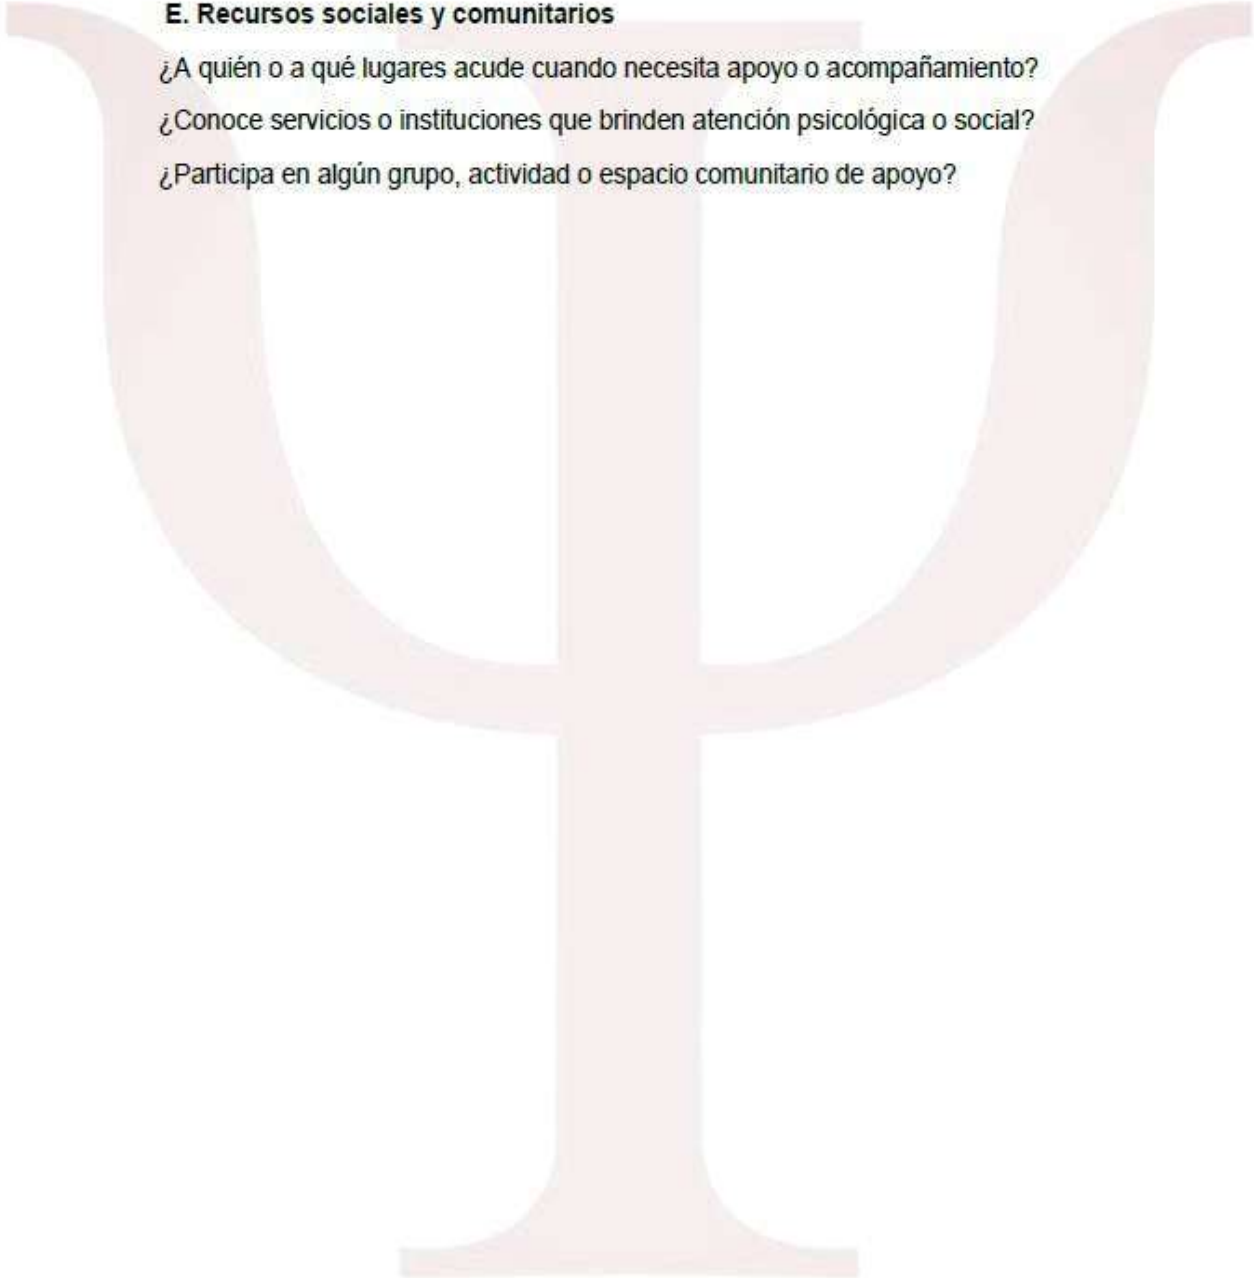 E. Recursos sociales y comunitarios
¿A quién o a qué lugares acude cuando necesita apoyo o acompañamiento?
¿Conoce servicios o instituciones que brinden atención psicológica o social?
¿Participa en algún grupo, actividad o espacio comunitario de apoyo?